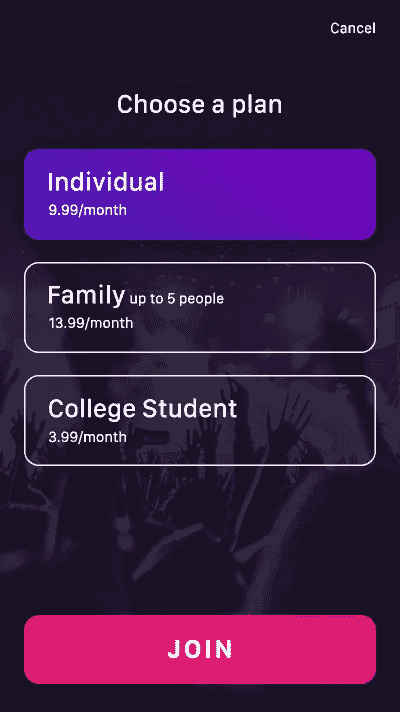 Cancel
Choose a plan
Individual
9.99/month
Family up to 5 people
13.99/month
College Student
3.99/month
JOIN